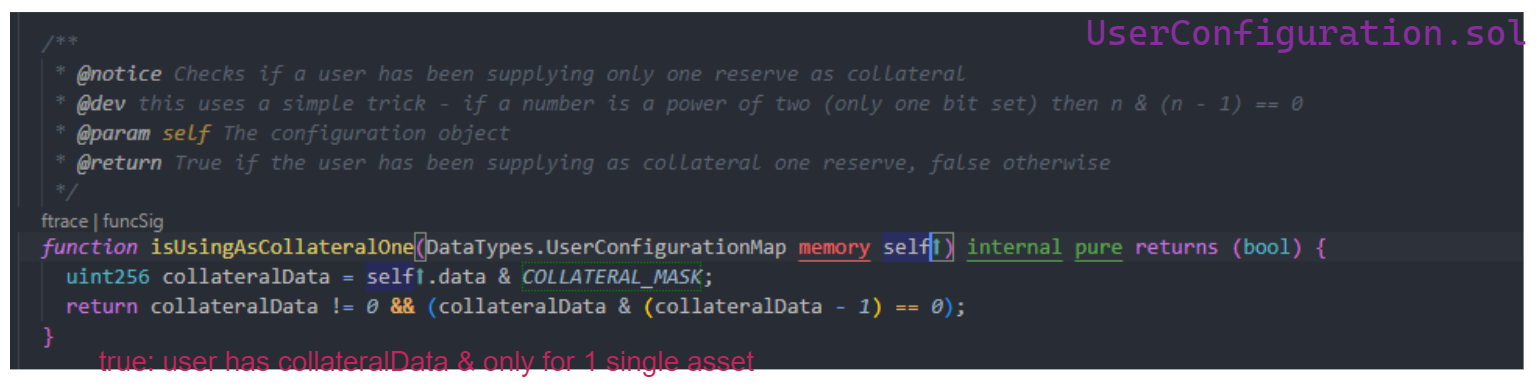 UserConfiguration.sol
/**
* @notice Checks if a user has been supplying only one reserve as collateral
* @dev this uses a simple trick - if a number is a power of two (only one bit set) then n & (n - 1) == 0
* @param self The configuration object
* @return True if the user has been supplying as collateral one reserve, false otherwise
*/
ftrace | funcSig
function isUsingAsCollateralOne(DataTypes.UserConfigurationMap memory self↑) internal pure returns (bool) {
uint256 collateralData = self↑.data & COLLATERAL_MASK;
return collateralData != 0 && (collateralData & (collateralData - 1) == 0);
}
true: user has collateralData & only for 1 single asset